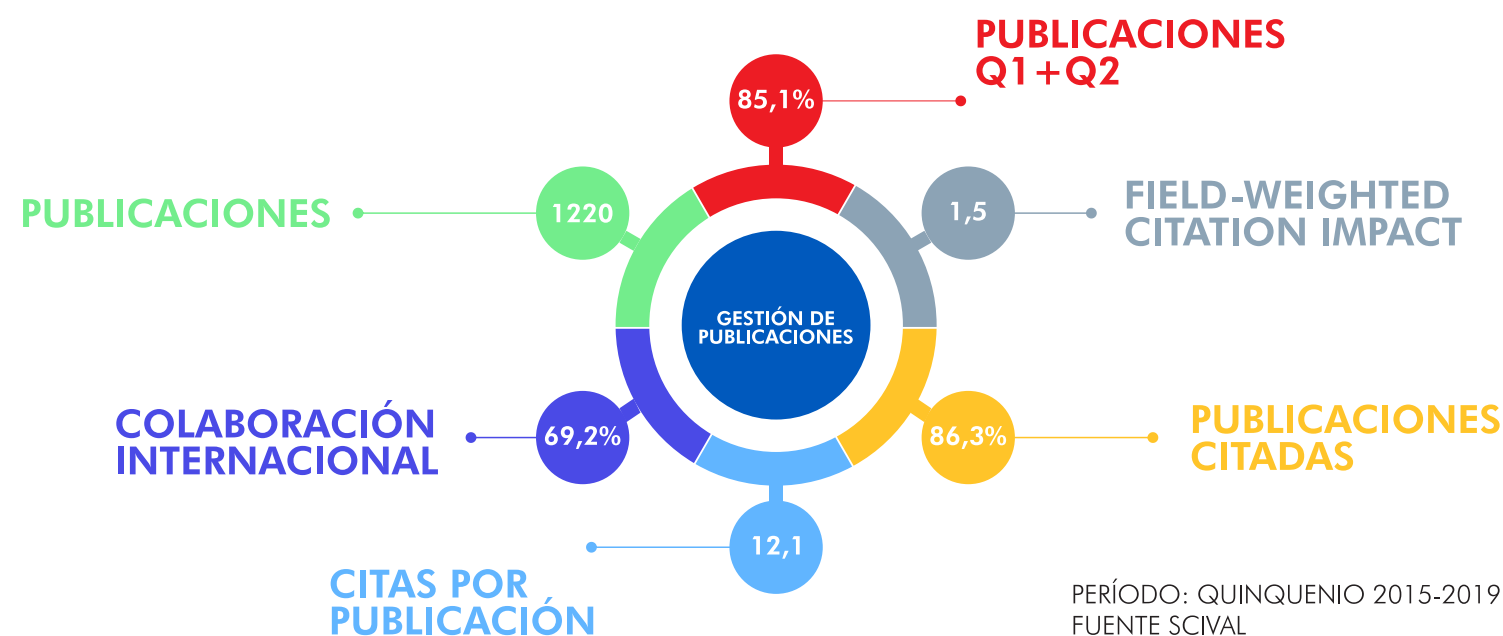 PUBLICACIONES
Q1+Q2
85,1%
PUBLICACIONES
1220
1,5
FIELD-WEIGHTED
CITATION IMPACT
GESTIÓN DE
PUBLICACIONES
COLABORACIÓN
INTERNACIONAL
69,2%
86,3%
PUBLICACIONES
CITADAS
12,1
CITAS POR
PUBLICACIÓN
PERÍODO: QUINQUENIO 2015-2019
FUENTE SCIVAL